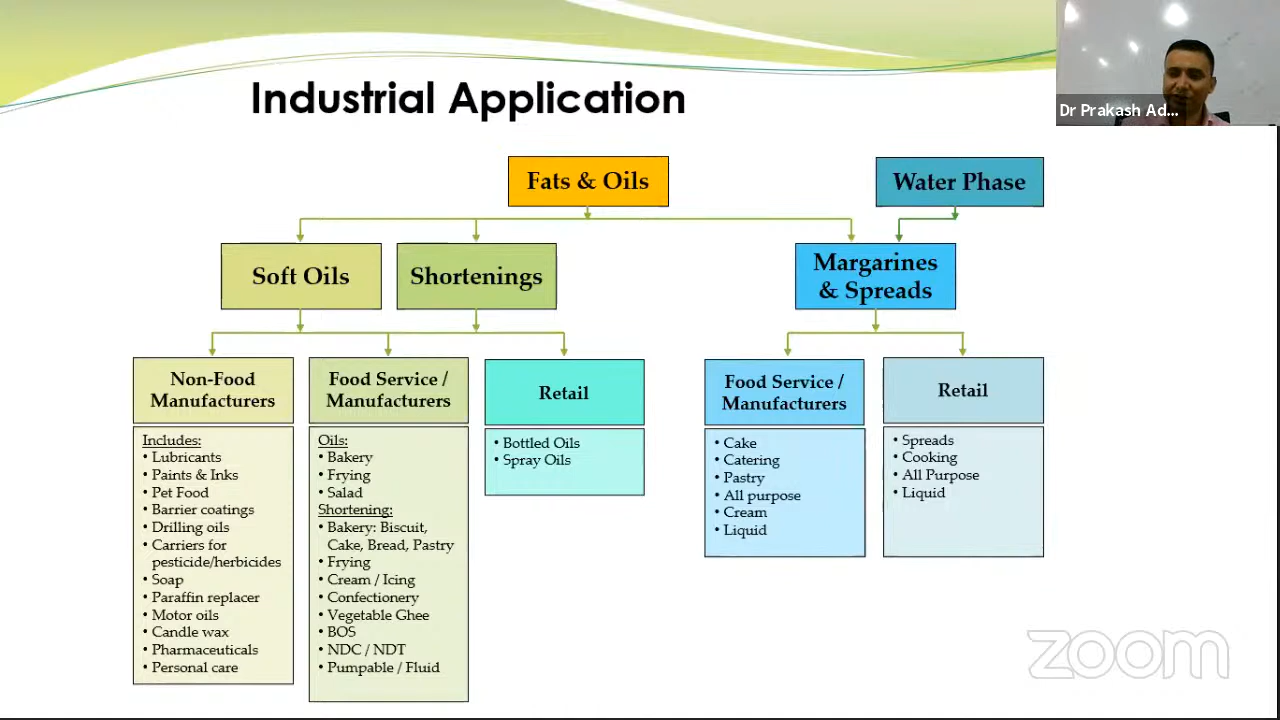 Industrial Application
Dr Prakash Ad...
Fats & Oils
Water Phase
Soft Oils
Shortenings
Margarines
& Spreads
Non-Food
Manufacturers
Includes:
• Lubricants
• Paints & Inks
• Pet Food
• Barrier coatings
• Drilling oils
• Carriers for
pesticide/herbicides
• Soap
• Paraffin replacer
• Motor oils
• Candle wax
• Pharmaceuticals
• Personal care
Food Service /
Manufacturers
Oils:
• Bakery
• Frying
• Salad
Shortening:
• Bakery: Biscuit,
Cake, Bread, Pastry
• Frying
• Cream / Icing
• Confectionery
• Vegetable Ghee
• BOS
• NDC / NDT
• Pumpable / Fluid
Retail
• Bottled Oils
• Spray Oils
Food Service /
Manufacturers
• Cake
• Catering
• Pastry
• All purpose
• Cream
• Liquid
Retail
• Spreads
• Cooking
• All Purpose
• Liquid
zoom